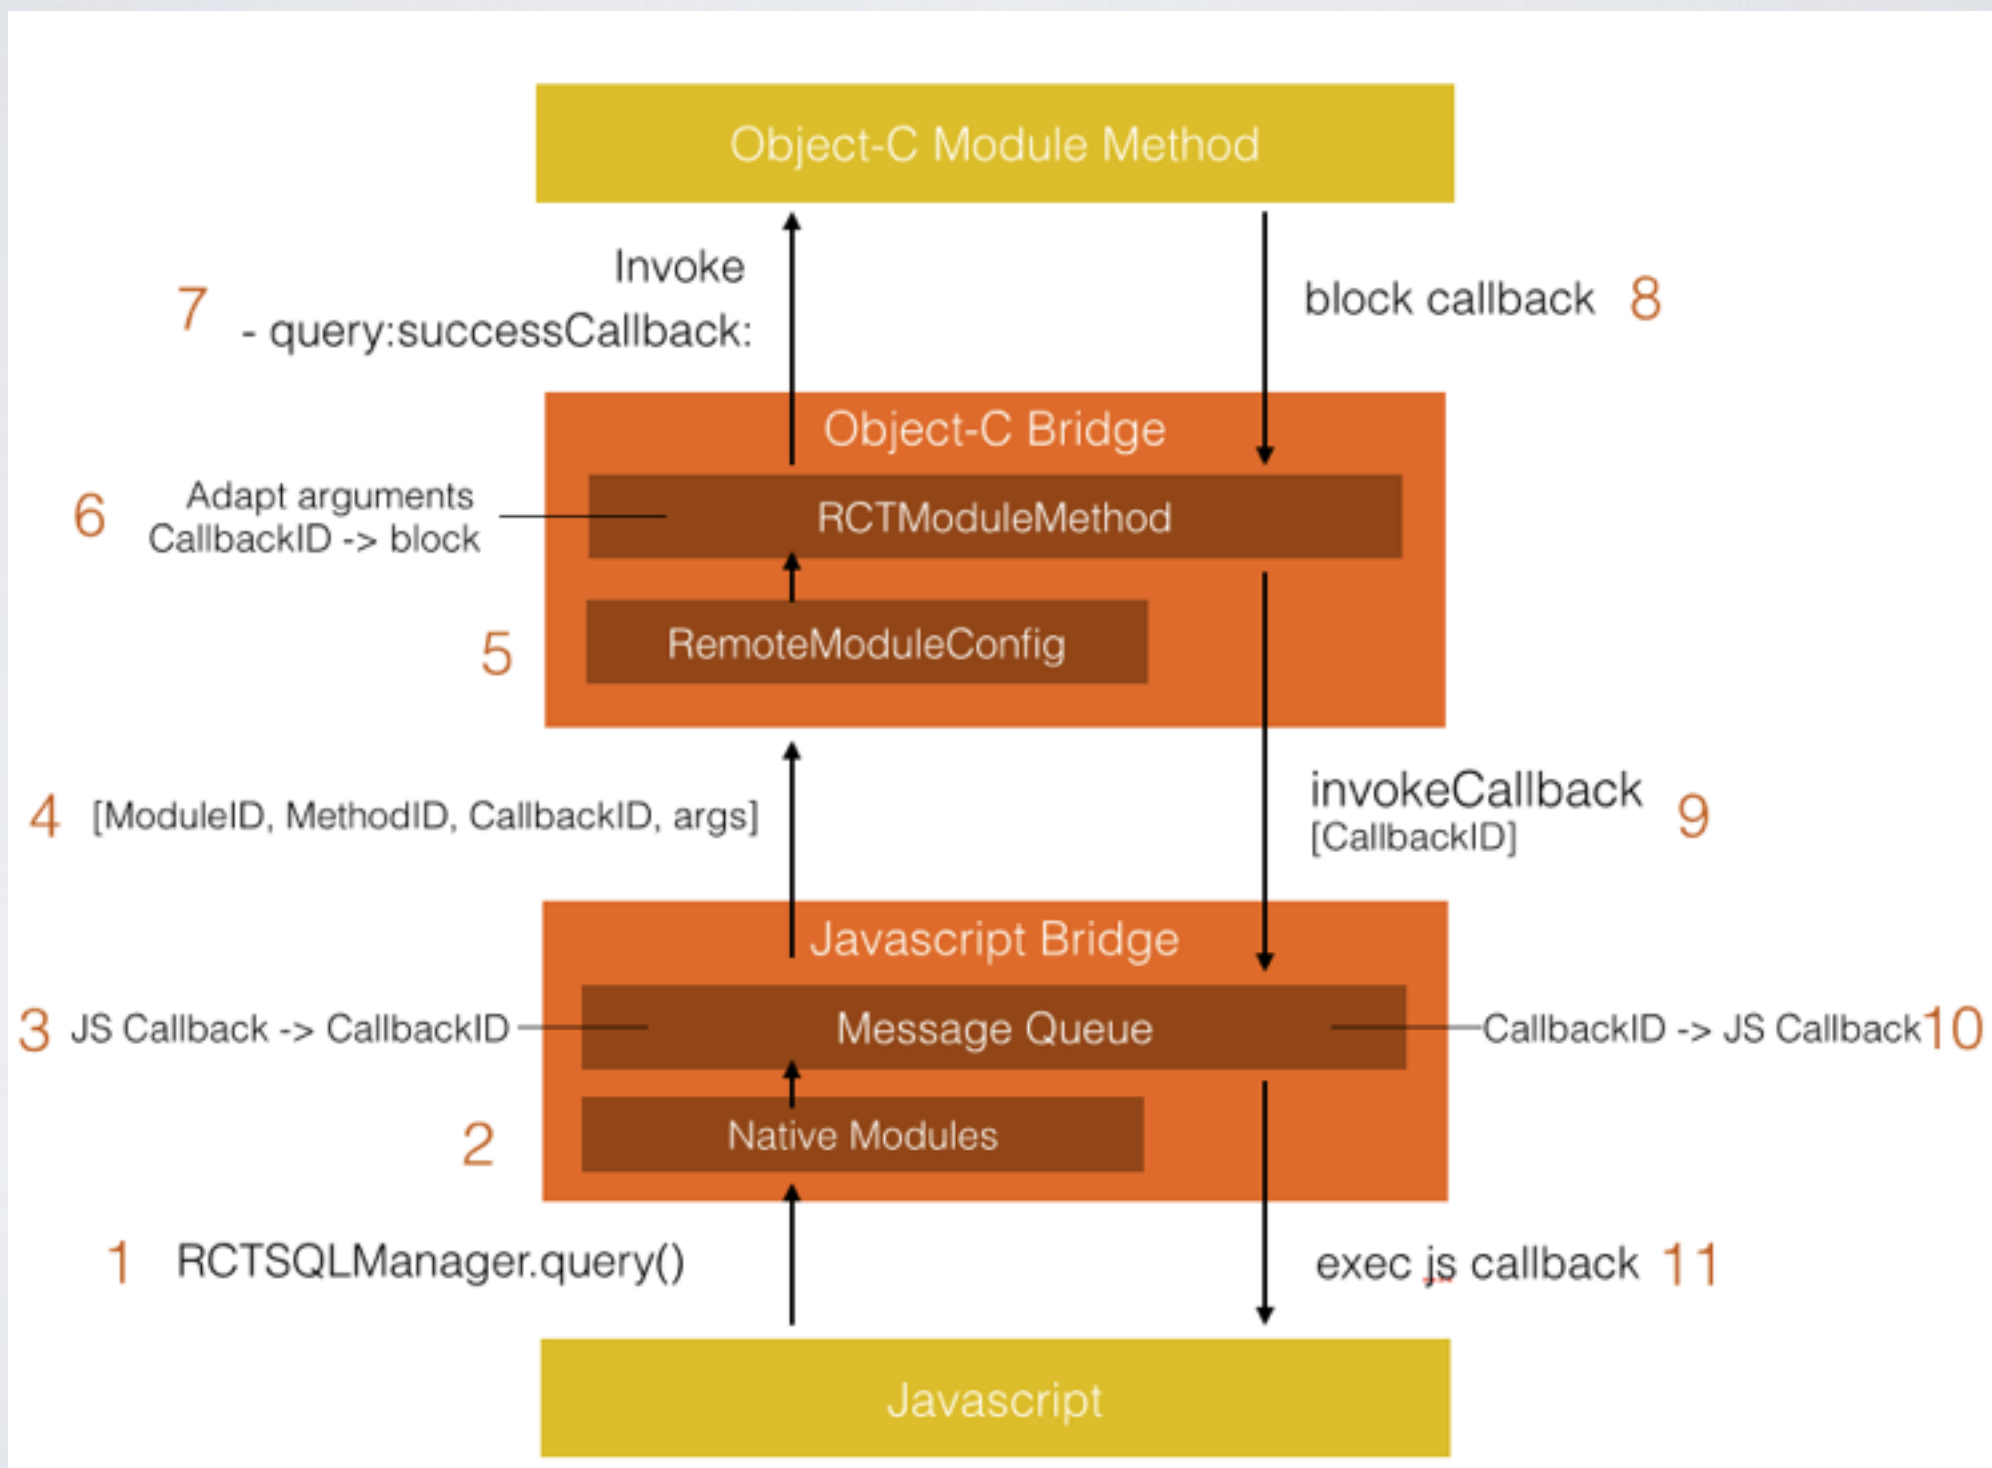 Object-C Module Method
Invoke
7 - query:successCallback:
block callback 8
Object-C Bridge
6 Adapt arguments
CallbackID -> block
RCTModuleMethod
5 RemoteModuleConfig
4 [ModuleID, MethodID, CallbackID, args]
invokeCallback 9
[CallbackID]
Javascript Bridge
3 JS Callback -> CallbackID
Message Queue
CallbackID -> JS Callback 10
2 Native Modules
1 RCTSQLManager.query()
exec js callback 11
Javascript